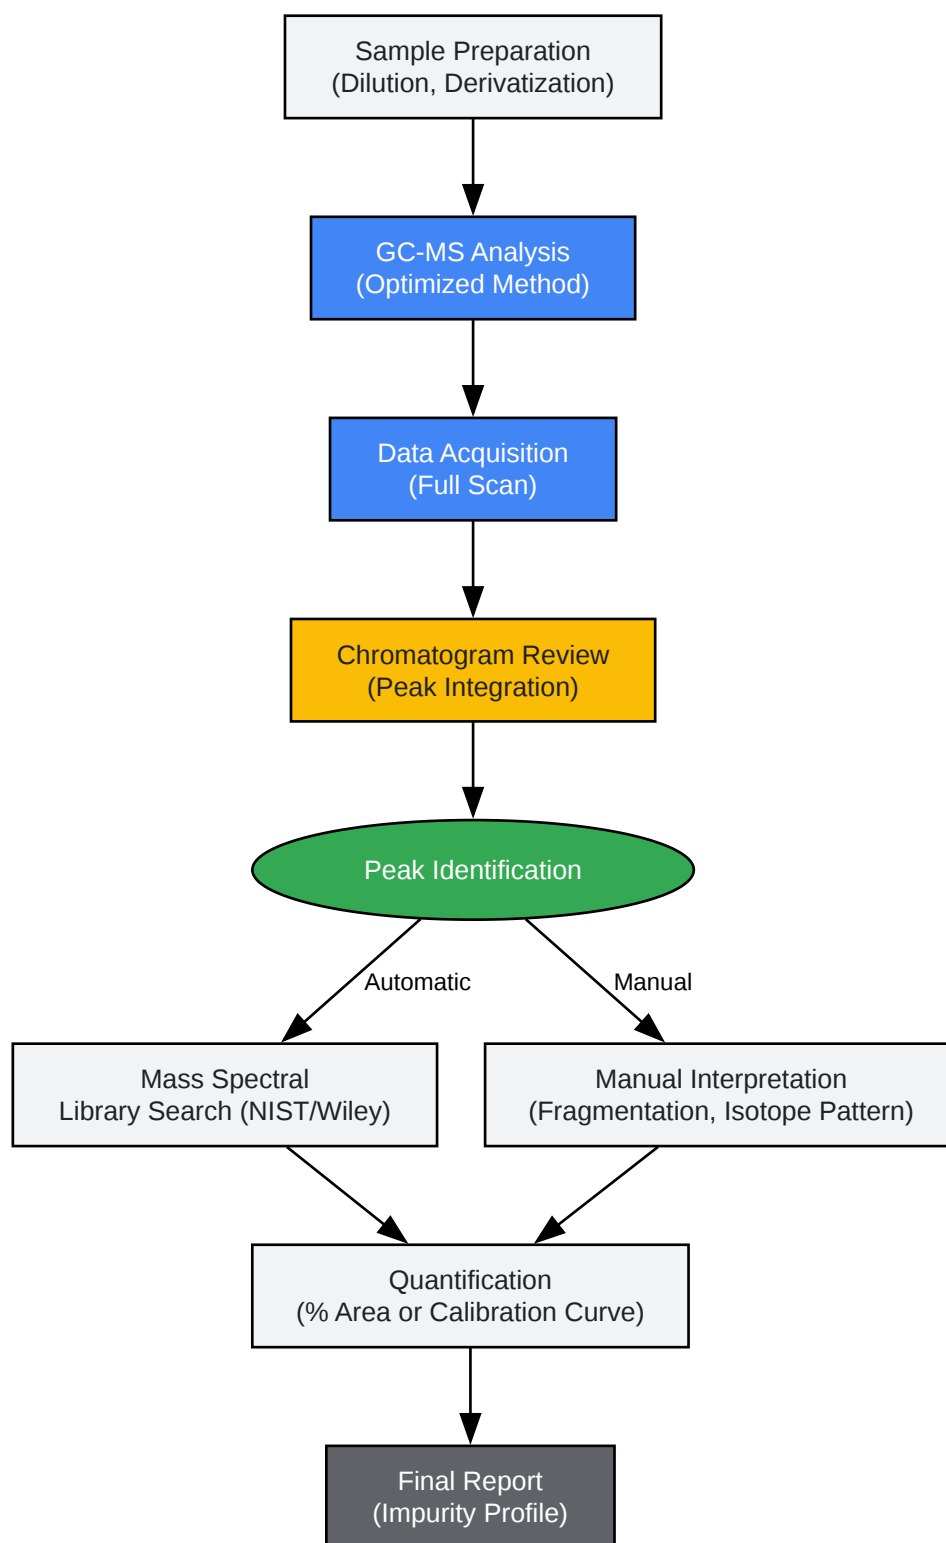 Sample Preparation
(Dilution, Derivatization)
GC-MS Analysis
(Optimized Method)
Data Acquisition
(Full Scan)
Chromatogram Review
(Peak Integration)
Peak Identification
Automatic
Manual
Mass Spectral
Library Search (NIST/Wiley)
Manual Interpretation
(Fragmentation, Isotope Pattern)
Quantification
(% Area or Calibration Curve)
Final Report
(Impurity Profile)